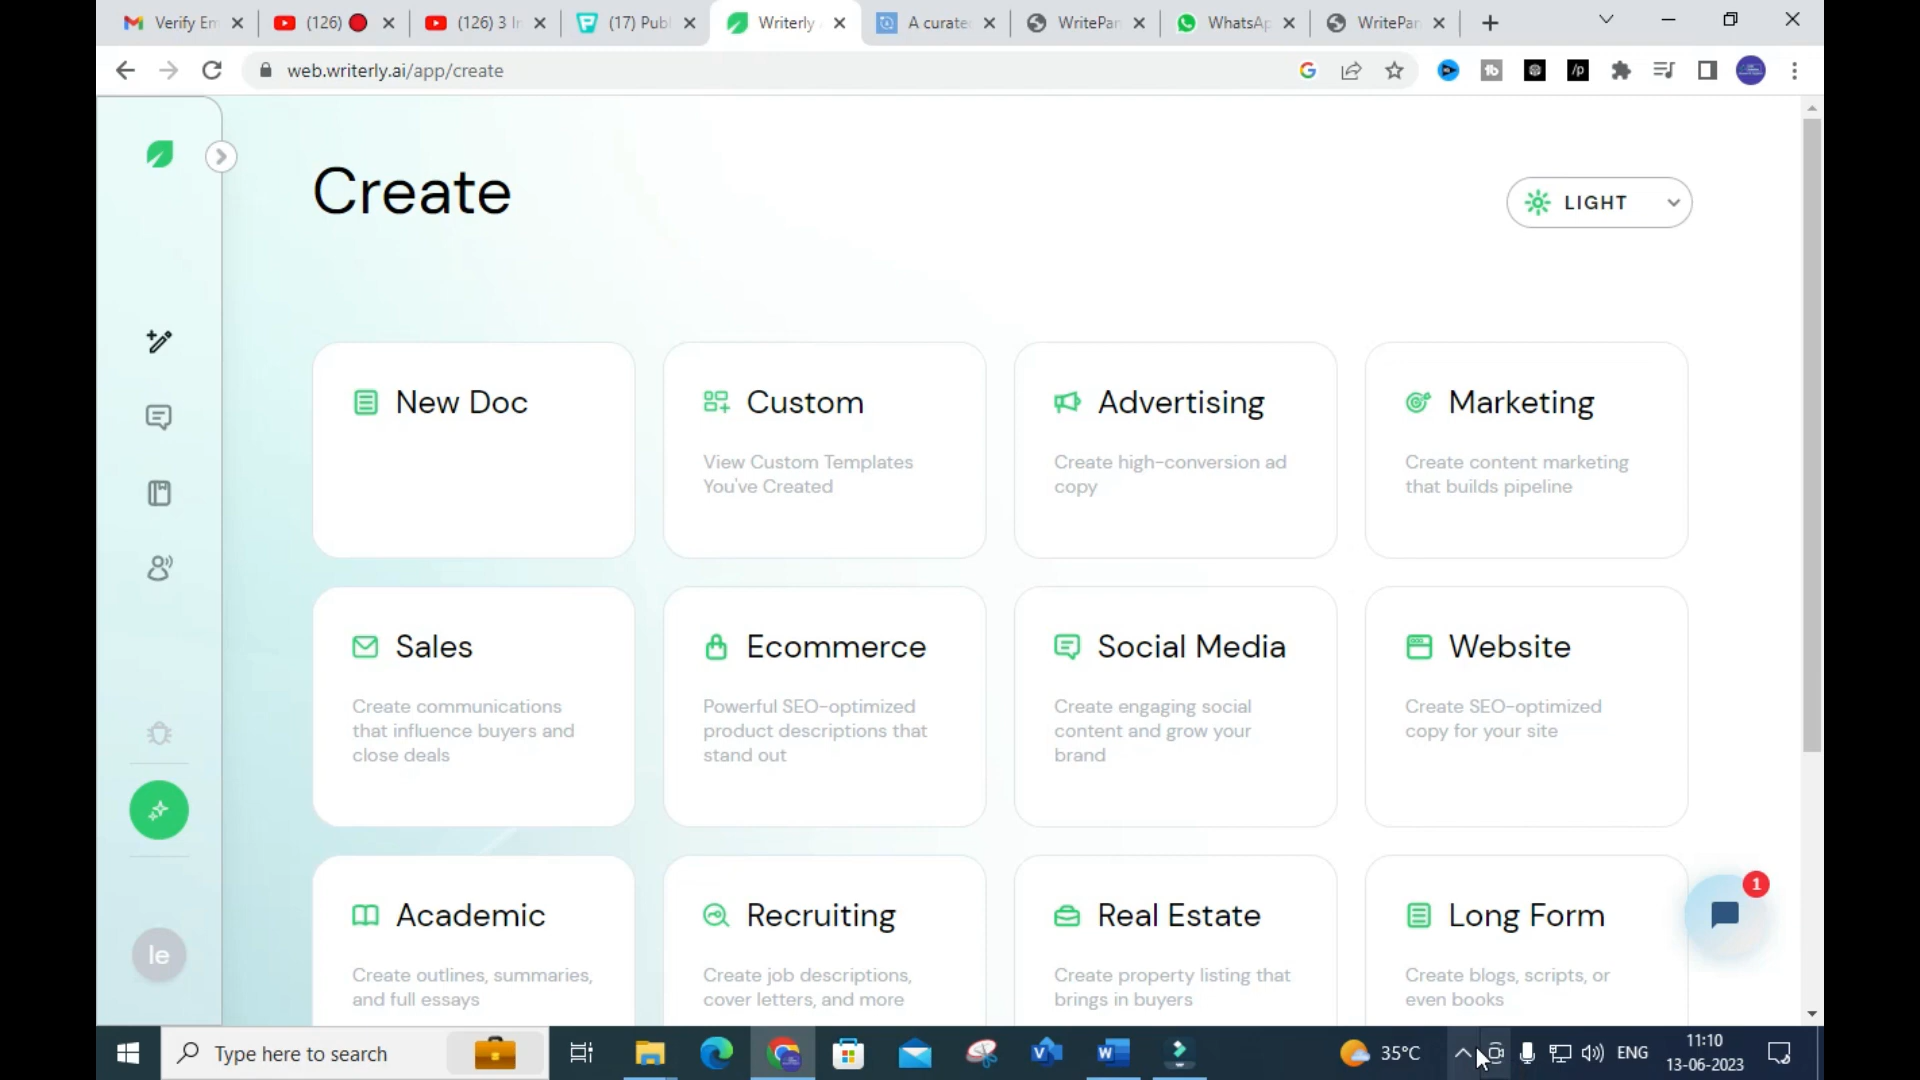 Verify Em
(126)
(126) 3 Ir
(17) Publ
Writerly
A curate
WritePan
WhatsAp
WritePan
web.writerly.ai/app/create
Create
LIGHT
New Doc
Custom
View Custom Templates
You've Created
Advertising
Create high-conversion ad
copy
Marketing
Create content marketing
that builds pipeline
Sales
Create communications
that influence buyers and
close deals
Ecommerce
Powerful SEO-optimized
product descriptions that
stand out
Social Media
Create engaging social
content and grow your
brand
Website
Create SEO-optimized
copy for your site
Academic
Create outlines, summaries,
and full essays
Recruiting
Create job descriptions,
cover letters, and more
Real Estate
Create property listing that
brings in buyers
Long Form
Create blogs, scripts, or
even books
1
le
Type here to search
35°C
ENG
11:10
13-06-2023